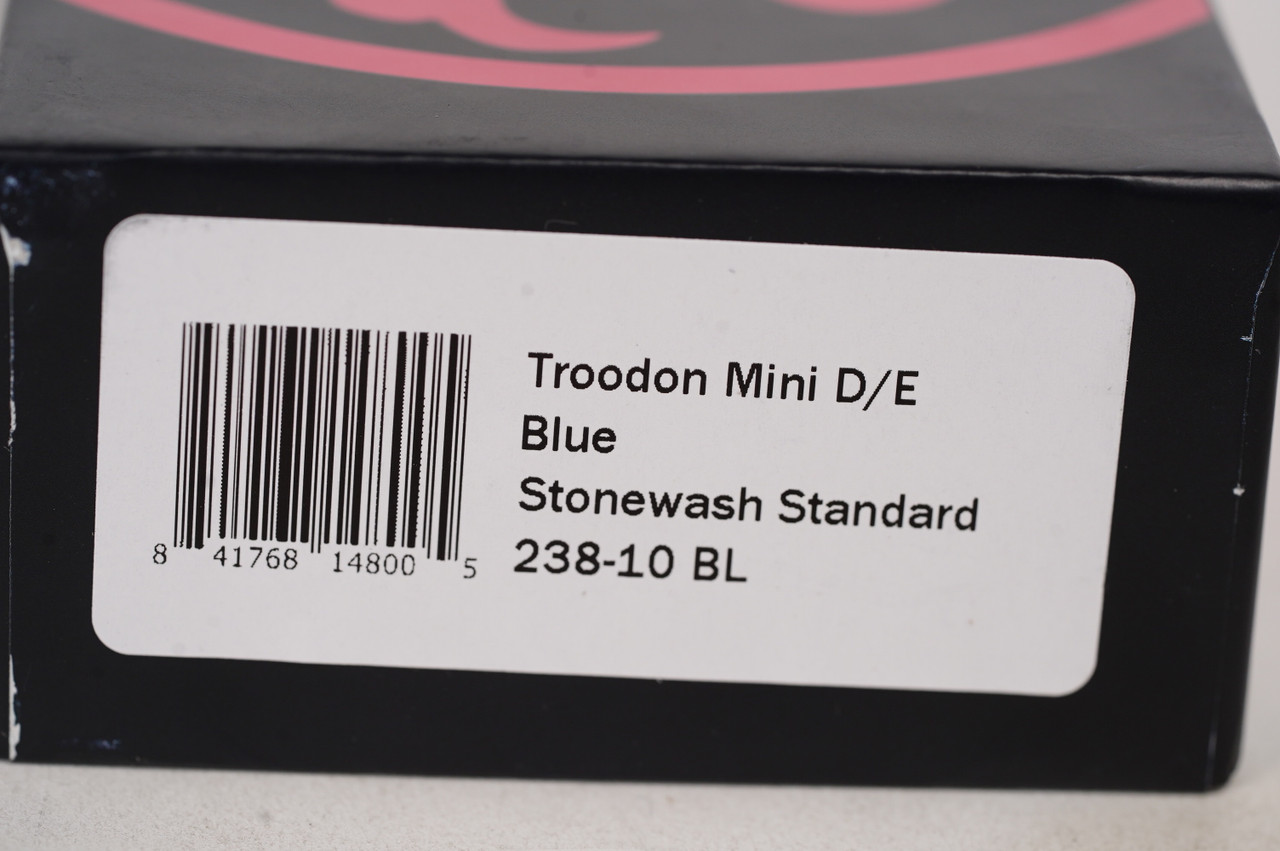 Troodon Mini D/E
Blue
Stonewash Standard
238-10 BL
8 41768 14800 5